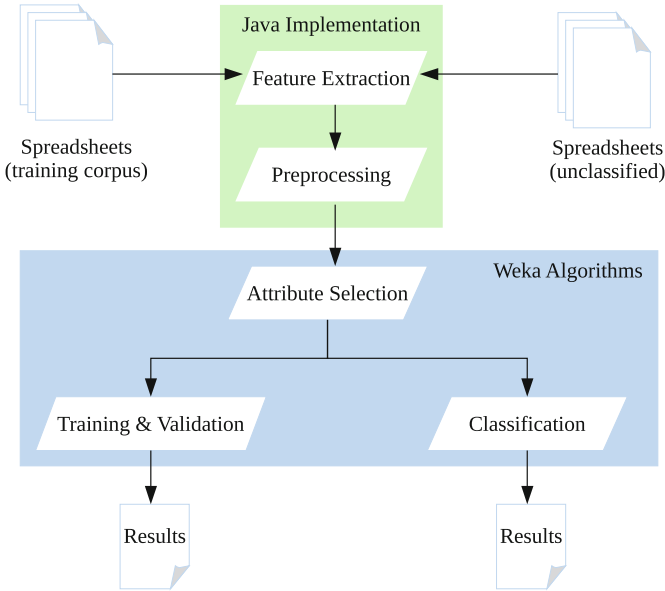 Java Implementation
Feature Extraction
Spreadsheets
(training corpus)
Spreadsheets
(unclassified)
Preprocessing
Weka Algorithms
Attribute Selection
Training & Validation
Classification
Results
Results